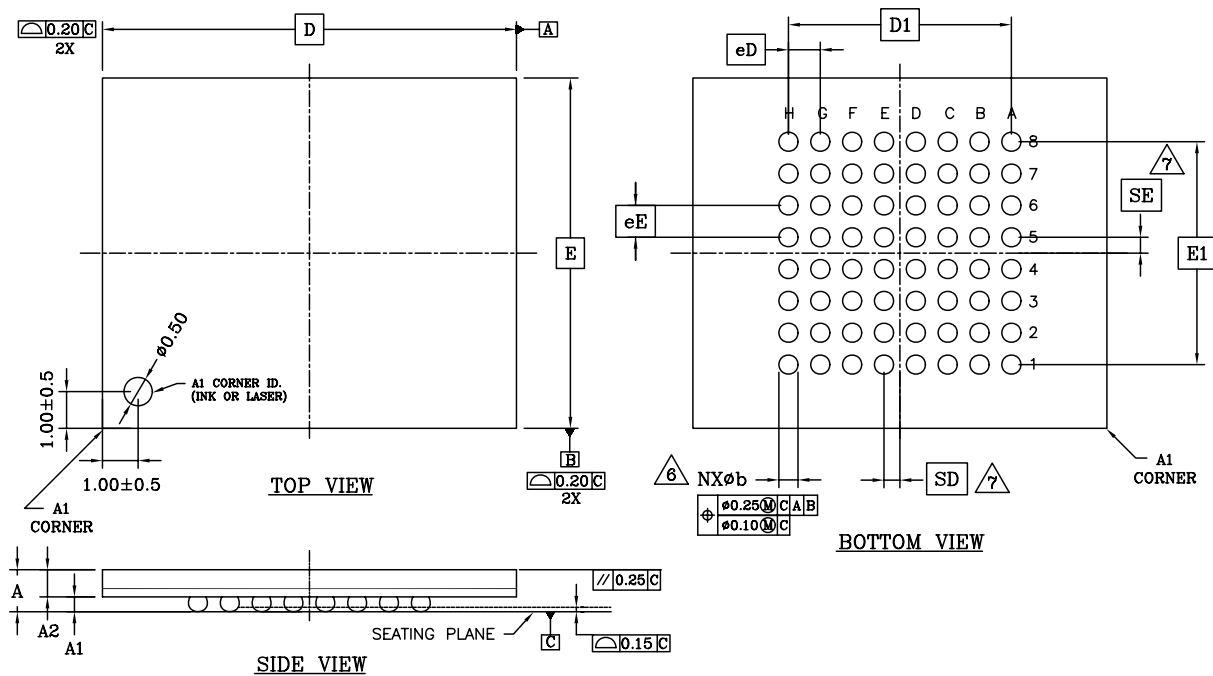 ⌓ 0.20 C
2X
D
A
E
ø0.50
A1 CORNER ID.
(INK OR LASER)
1.00±0.5
1.00±0.5
A1
CORNER
B
⌓ 0.20 C
2X
TOP VIEW
D1
eD
H G F E D C B A
8
7
6
5
4
3
2
1
7
SE
eE
E1
6
NXøb
⌖ ø0.25Ⓜ C A B
ø0.10Ⓜ C
SD
7
A1
CORNER
BOTTOM VIEW
A
A2
A1
// 0.25 C
SEATING PLANE
C
⌓ 0.15 C
SIDE VIEW